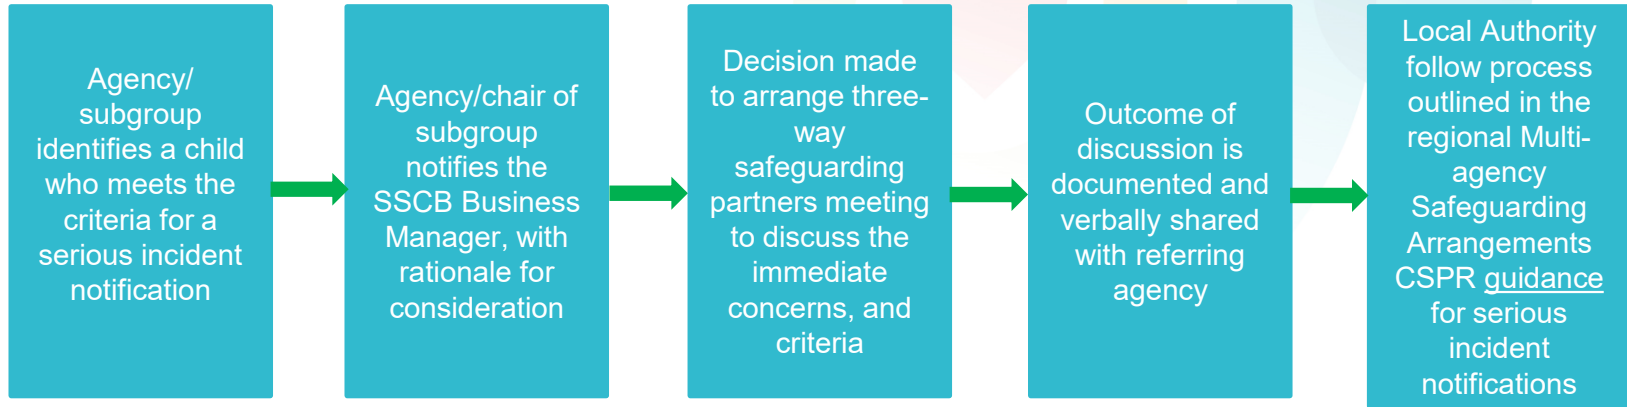 Agency/
subgroup
identifies a child
who meets the
criteria for a
serious incident
notification
Agency/chair of
subgroup
notifies the
SSCB Business
Manager, with
rationale for
consideration
Decision made
to arrange three-
way
safeguarding
partners meeting
to discuss the
immediate
concerns, and
criteria
Outcome of
discussion is
documented and
verbally shared
with referring
agency
Local Authority
follow process
outlined in the
regional Multi-
agency
Safeguarding
Arrangements
CSPR guidance
for serious
incident
notifications